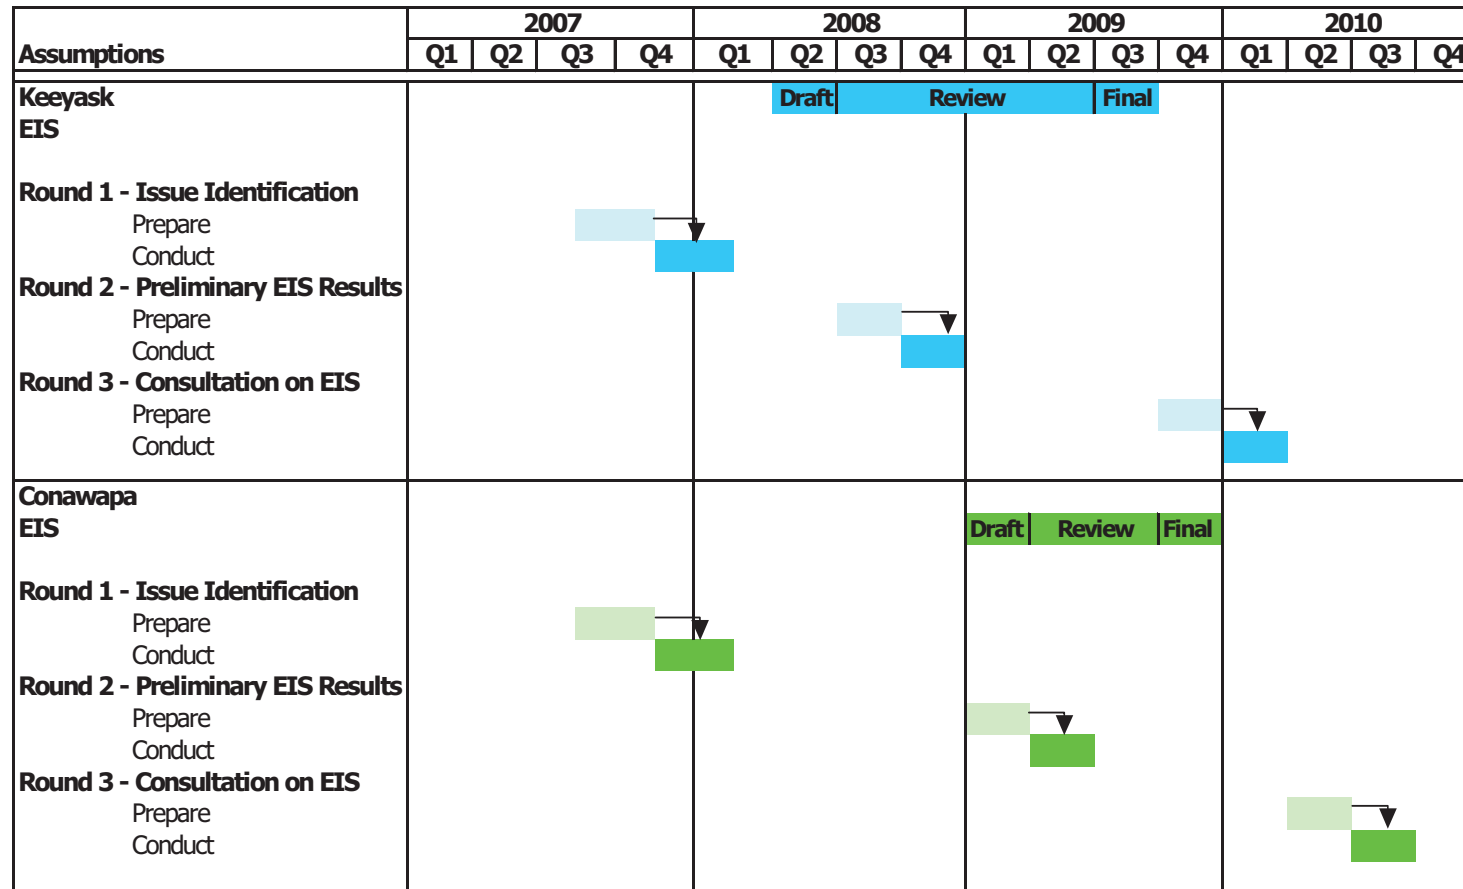 2007 2008 2009 2010
Assumptions Q1 Q2 Q3 Q4 Q1 Q2 Q3 Q4 Q1 Q2 Q3 Q4 Q1 Q2 Q3 Q4
Keeyask Draft Review Final
EIS
Round 1 - Issue Identification
Prepare
Conduct
Round 2 - Preliminary EIS Results
Prepare
Conduct
Round 3 - Consultation on EIS
Prepare
Conduct
Conawapa
EIS Draft Review Final
Round 1 - Issue Identification
Prepare
Conduct
Round 2 - Preliminary EIS Results
Prepare
Conduct
Round 3 - Consultation on EIS
Prepare
Conduct